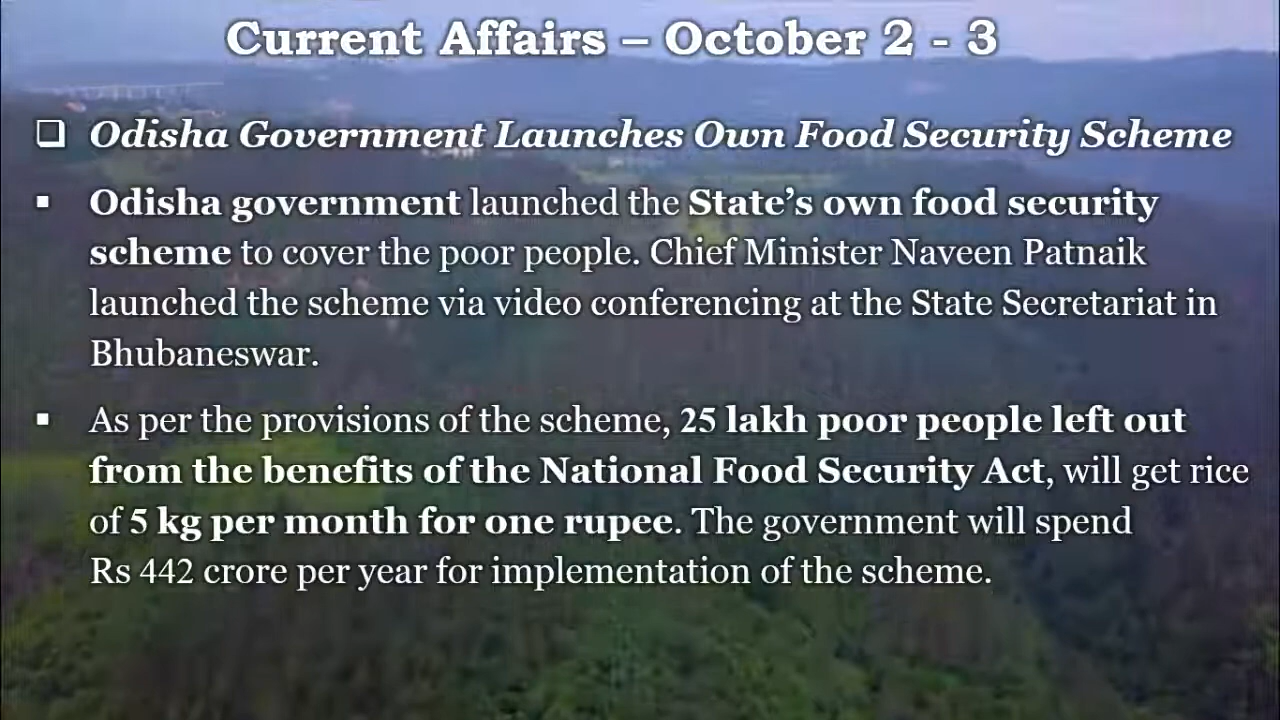 Current Affairs – October 2 - 3
❑ Odisha Government Launches Own Food Security Scheme
▪ Odisha government launched the State’s own food security
scheme to cover the poor people. Chief Minister Naveen Patnaik
launched the scheme via video conferencing at the State Secretariat in
Bhubaneswar.
▪ As per the provisions of the scheme, 25 lakh poor people left out
from the benefits of the National Food Security Act, will get rice
of 5 kg per month for one rupee. The government will spend
Rs 442 crore per year for implementation of the scheme.